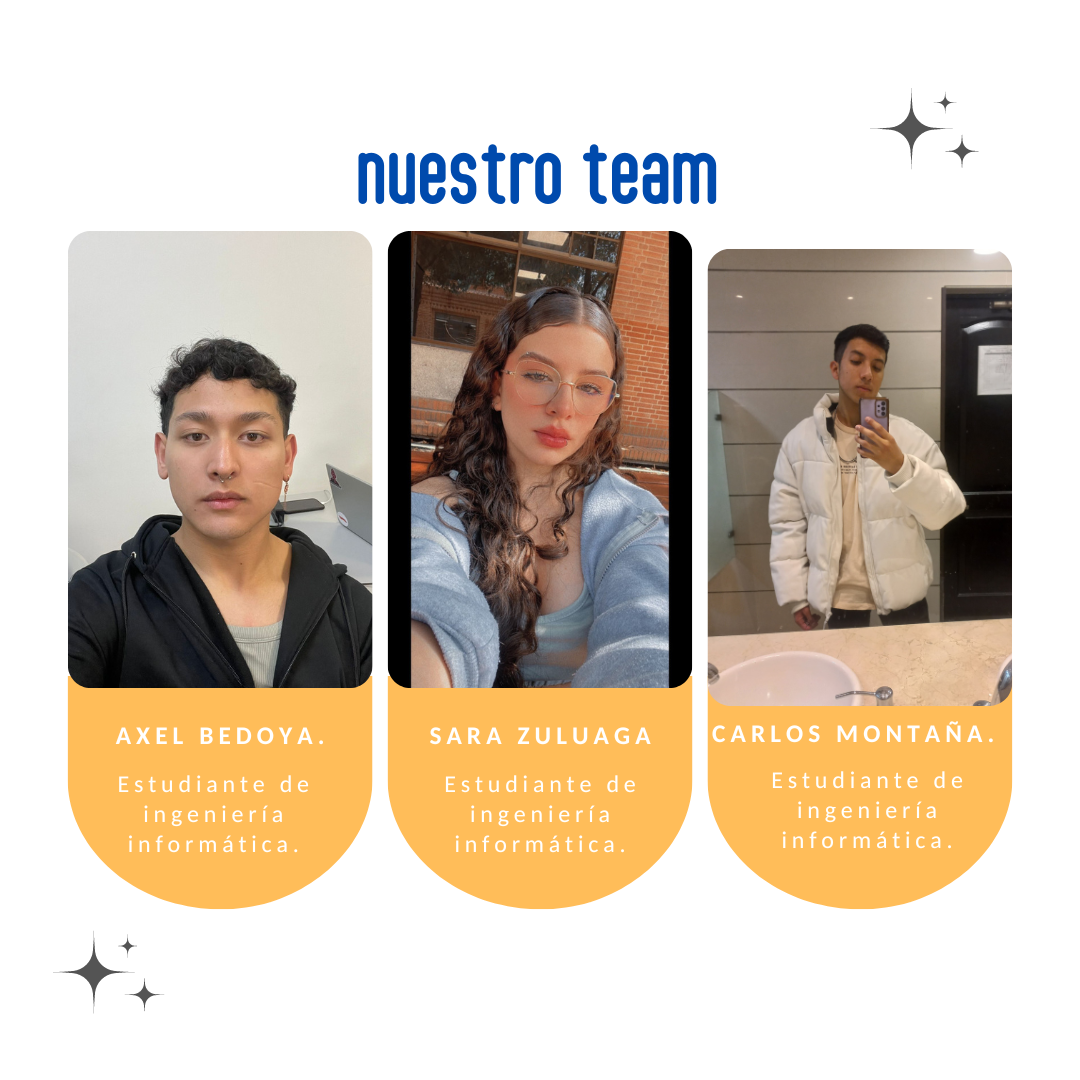 nuestro team
AXEL BEDOYA.
Estudiante de
ingeniería
informática.
SARA ZULUAGA
Estudiante de
ingeniería
informática.
CARLOS MONTAÑA.
Estudiante de
ingeniería
informática.